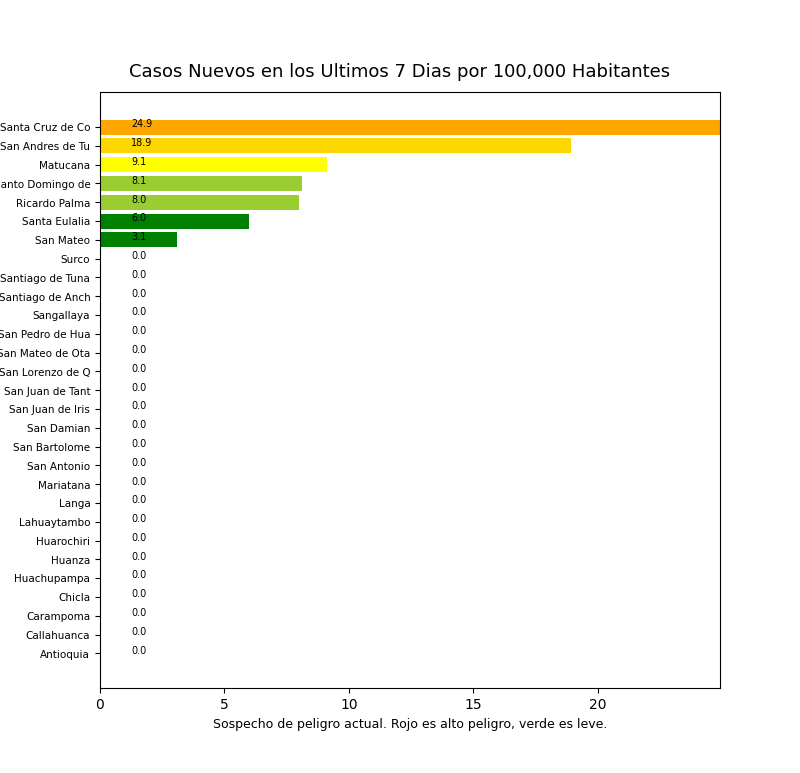 Casos Nuevos en los Ultimos 7 Dias por 100,000 Habitantes
Santa Cruz de Co 24.9
San Andres de Tu 18.9
Matucana 9.1
anto Domingo de 8.1
Ricardo Palma 8.0
Santa Eulalia 6.0
San Mateo 3.1
Surco 0.0
Santiago de Tuna 0.0
Santiago de Anch 0.0
Sangallaya 0.0
San Pedro de Hua 0.0
San Mateo de Ota 0.0
San Lorenzo de Q 0.0
San Juan de Tant 0.0
San Juan de Iris 0.0
San Damian 0.0
San Bartolome 0.0
San Antonio 0.0
Mariatana 0.0
Langa 0.0
Lahuaytambo 0.0
Huarochiri 0.0
Huanza 0.0
Huachupampa 0.0
Chicla 0.0
Carampoma 0.0
Callahuanca 0.0
Antioquia 0.0
0 5 10 15 20
Sospecho de peligro actual. Rojo es alto peligro, verde es leve.